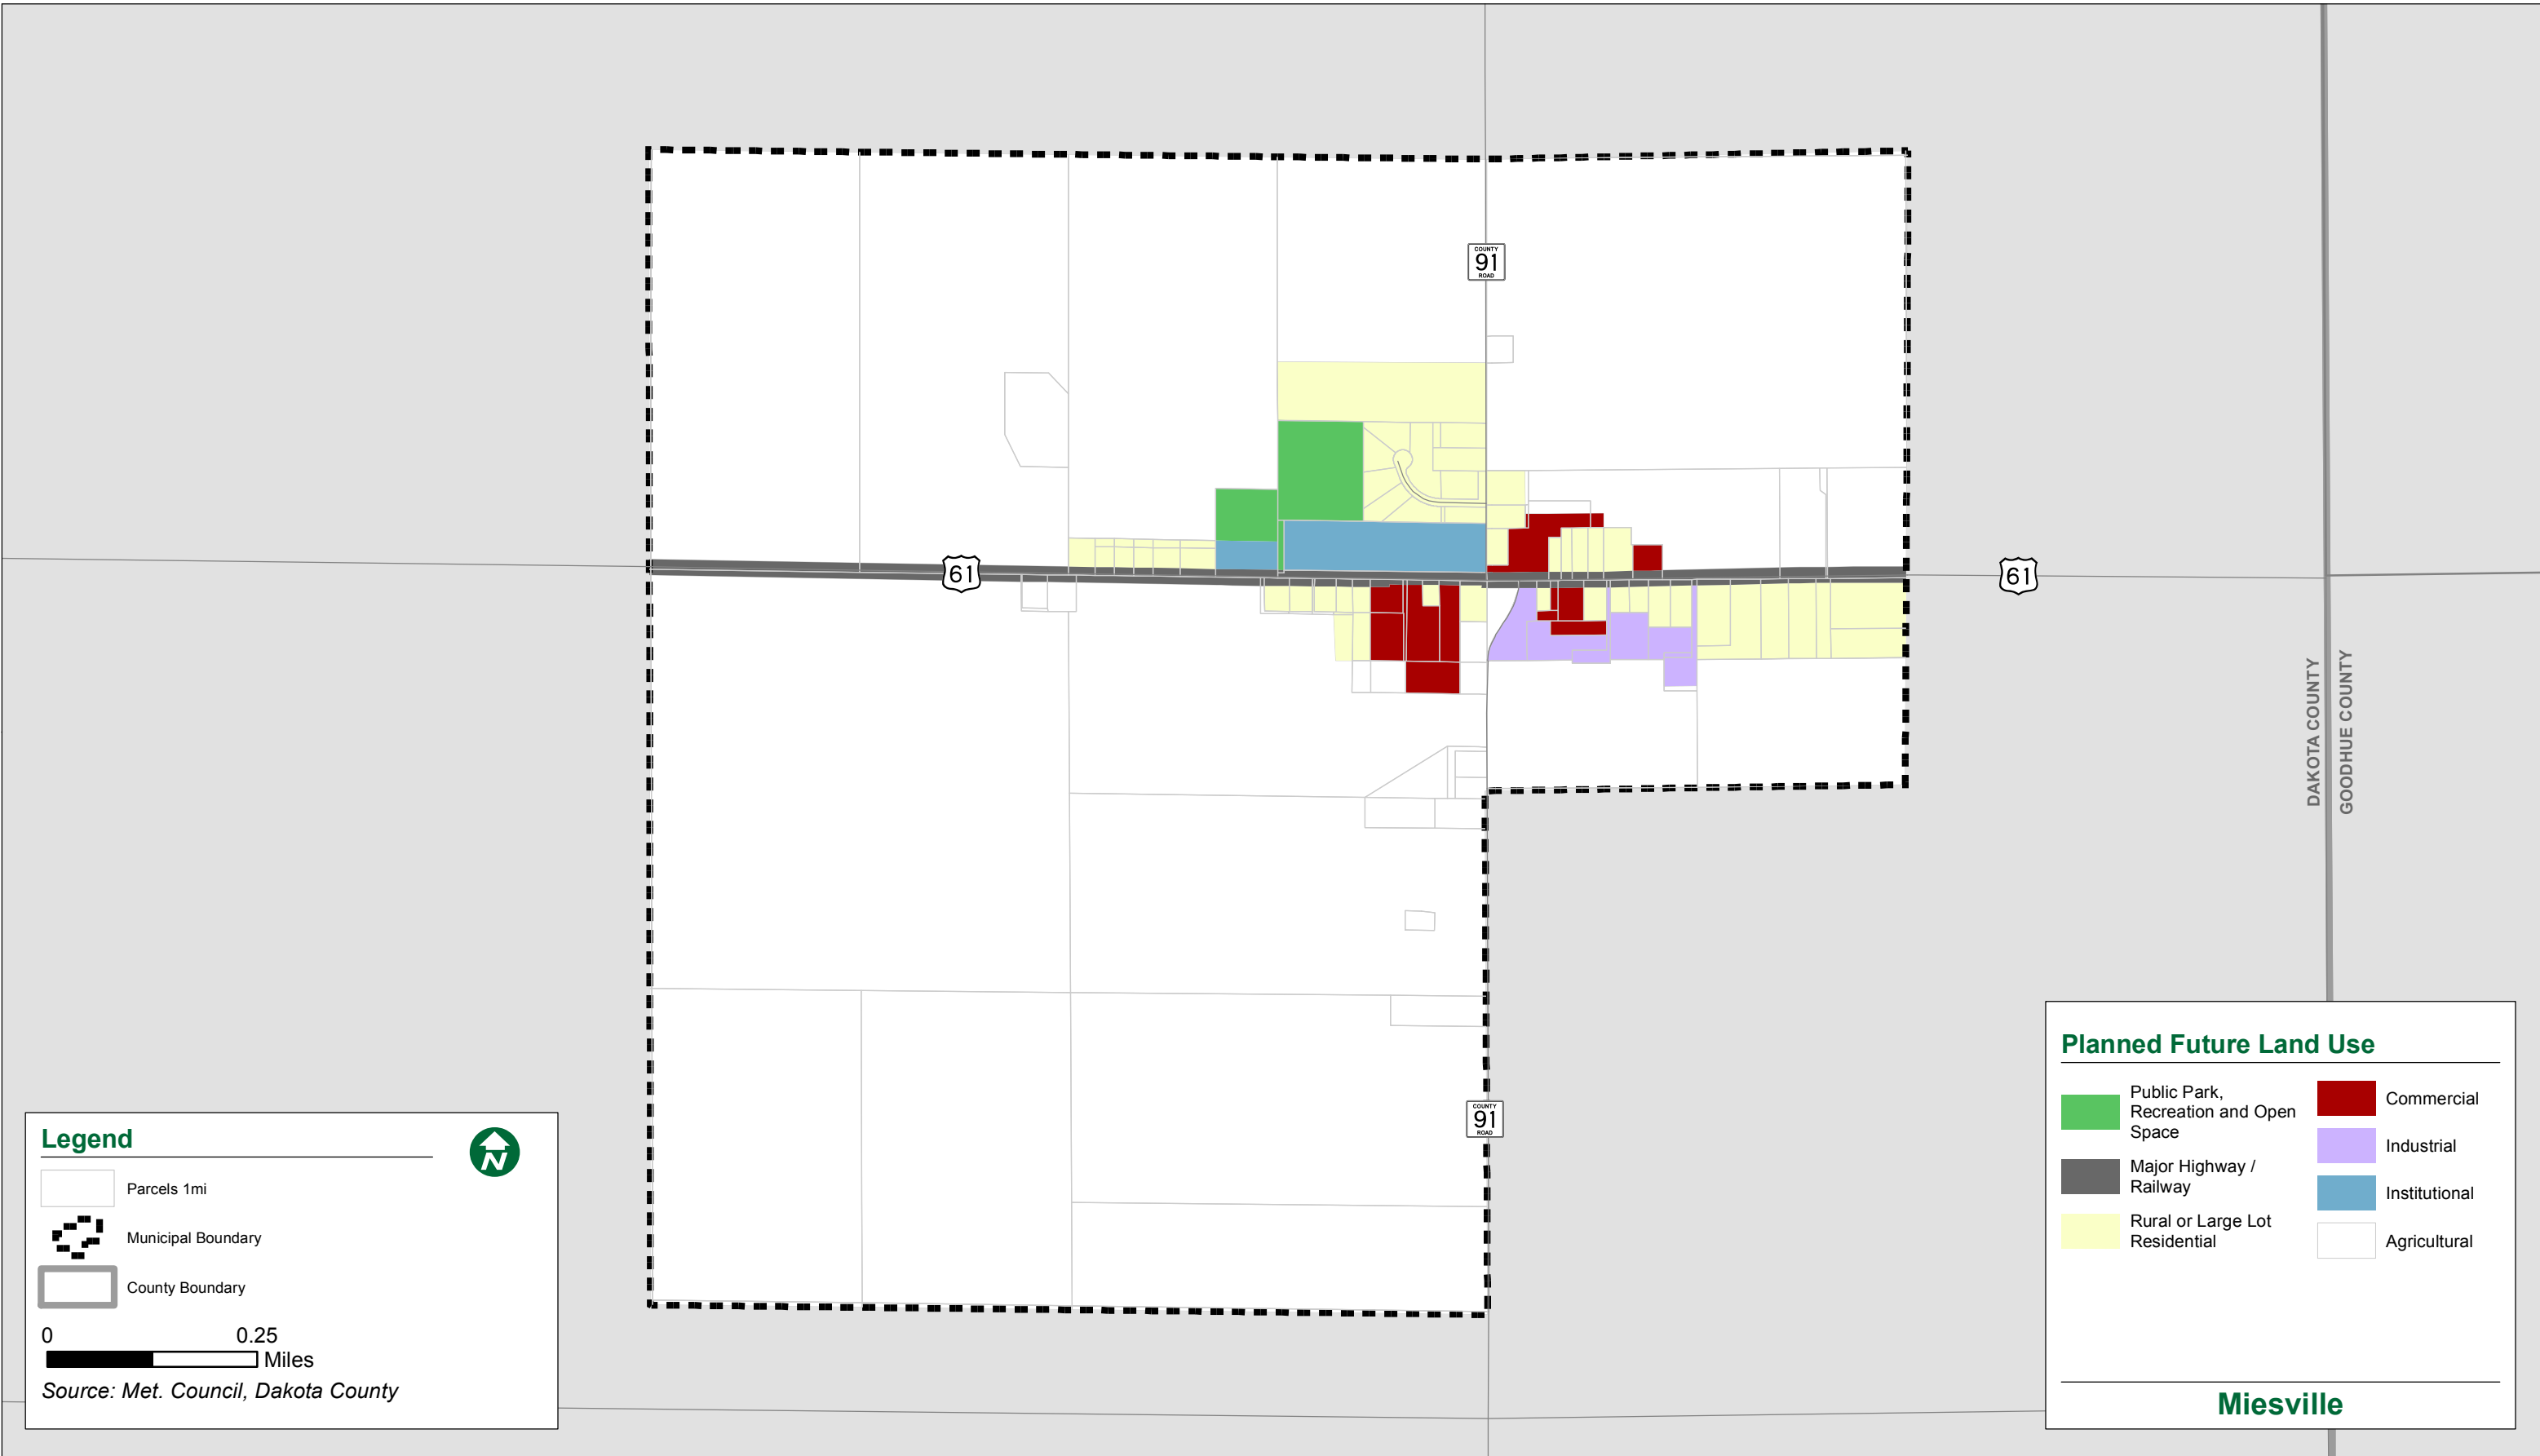 COUNTY
91
ROAD
61
61
DAKOTA COUNTY
GOODHUE COUNTY
COUNTY
91
ROAD
Legend
N
Parcels 1mi
Municipal Boundary
County Boundary
0 0.25
Miles
Source: Met. Council, Dakota County
Planned Future Land Use
Public Park,
Recreation and Open
Space
Major Highway /
Railway
Rural or Large Lot
Residential
Commercial
Industrial
Institutional
Agricultural
Miesville